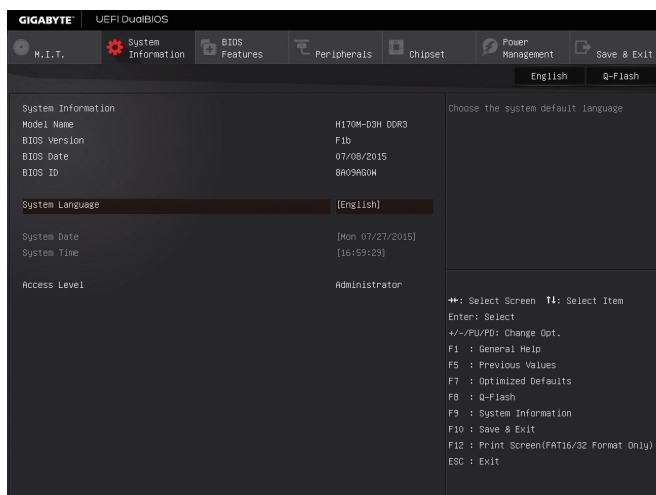 GIGABYTE™ UEFI DualBIOS
M.I.T.
System Information
BIOS Features
Peripherals
Chipset
Power Management
Save & Exit
English Q-Flash
System Information
Model Name H170M-D3H DDR3
BIOS Version F1b
BIOS Date 07/08/2015
BIOS ID 8A09AG0W
System Language [English]
System Date [Mon 07/27/2015]
System Time [16:59:29]
Access Level Administrator
Choose the system default language
→←: Select Screen ↑↓: Select Item
Enter: Select
+/-/PU/PD: Change Opt.
F1 : General Help
F5 : Previous Values
F7 : Optimized Defaults
F8 : Q-Flash
F9 : System Information
F10 : Save & Exit
F12 : Print Screen(FAT16/32 Format Only)
ESC : Exit